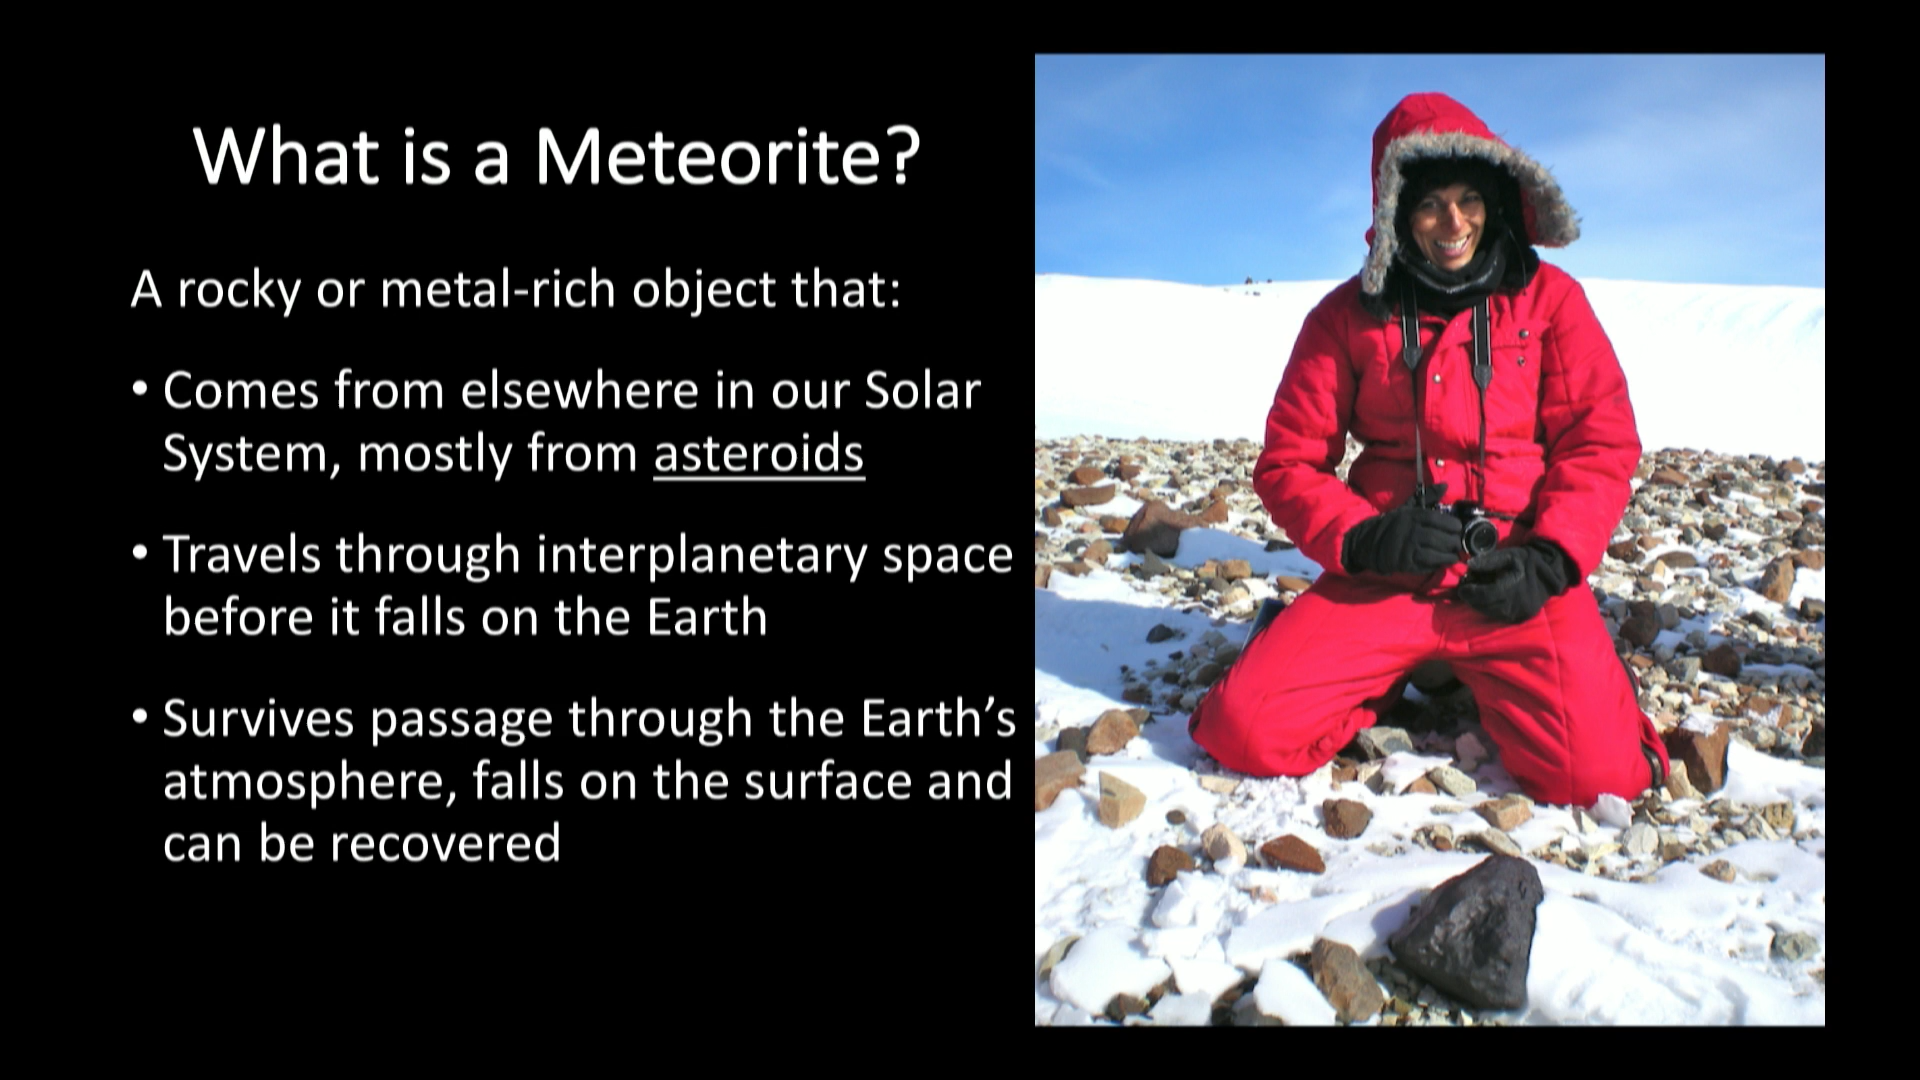 What is a Meteorite?
A rocky or metal-rich object that:
• Comes from elsewhere in our Solar
System, mostly from asteroids
• Travels through interplanetary space
before it falls on the Earth
• Survives passage through the Earth’s
atmosphere, falls on the surface and
can be recovered